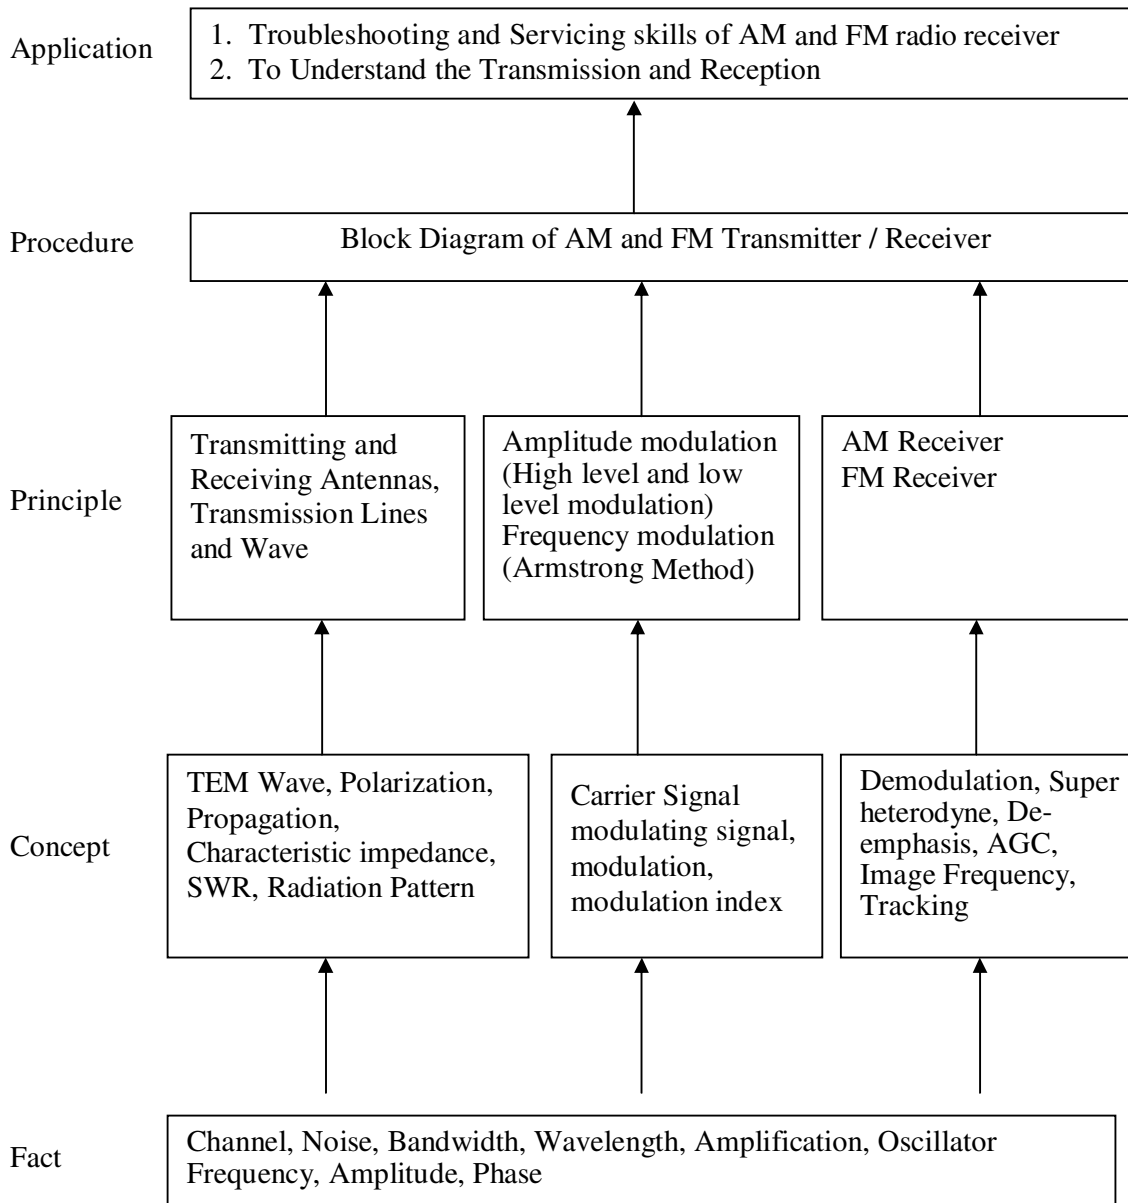 Application
1. Troubleshooting and Servicing skills of AM and FM radio receiver
2. To Understand the Transmission and Reception
Procedure
Block Diagram of AM and FM Transmitter / Receiver
Principle
Transmitting and
Receiving Antennas,
Transmission Lines
and Wave
Amplitude modulation
(High level and low
level modulation)
Frequency modulation
(Armstrong Method)
AM Receiver
FM Receiver
Concept
TEM Wave, Polarization,
Propagation,
Characteristic impedance,
SWR, Radiation Pattern
Carrier Signal
modulating signal,
modulation,
modulation index
Demodulation, Super
heterodyne, De-
emphasis, AGC,
Image Frequency,
Tracking
Fact
Channel, Noise, Bandwidth, Wavelength, Amplification, Oscillator
Frequency, Amplitude, Phase